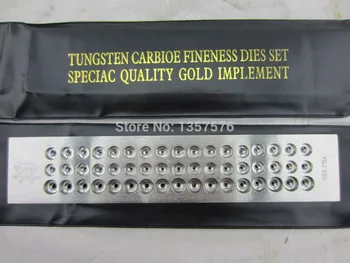 TUNGSTEN CARBIOE FINENESS DIES SET
SPECIAC QUALITY GOLD IMPLEMENT
Store No: 1357576